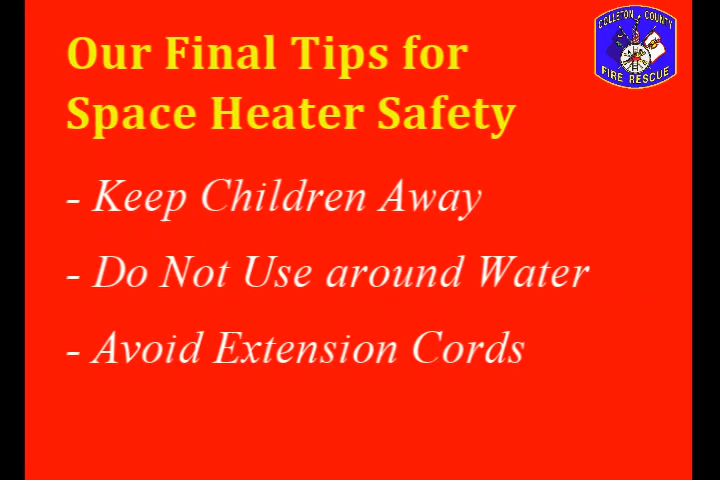 COLLETON COUNTY
FIRE RESCUE
Our Final Tips for
Space Heater Safety
- Keep Children Away
- Do Not Use around Water
- Avoid Extension Cords